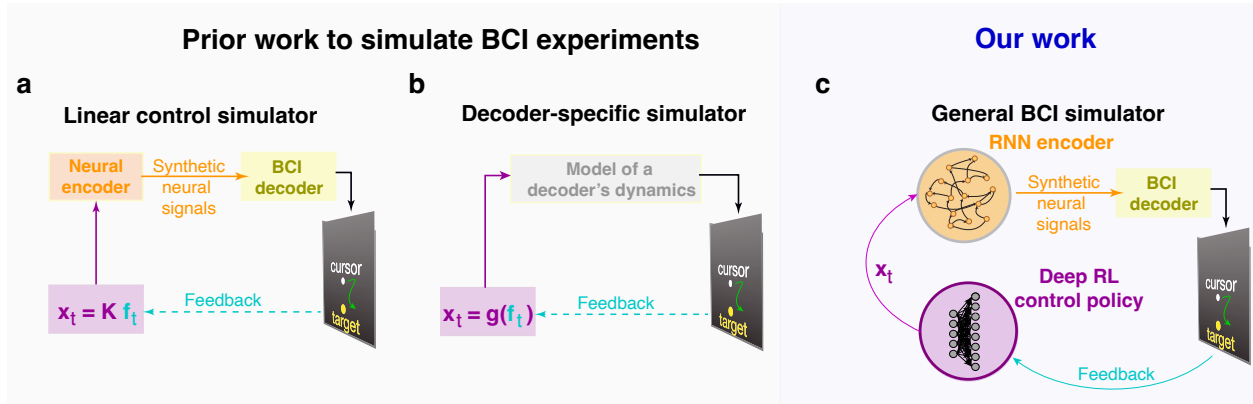 Prior work to simulate BCI experiments
Our work
a
Linear control simulator
Neural
encoder
Synthetic
neural
signals
BCI
decoder
cursor
target
Feedback
x_t = K f_t
b
Decoder-specific simulator
Model of a
decoder's dynamics
cursor
target
Feedback
x_t = g(f_t)
c
General BCI simulator
RNN encoder
Synthetic
neural
signals
BCI
decoder
cursor
target
x_t
Deep RL
control policy
Feedback